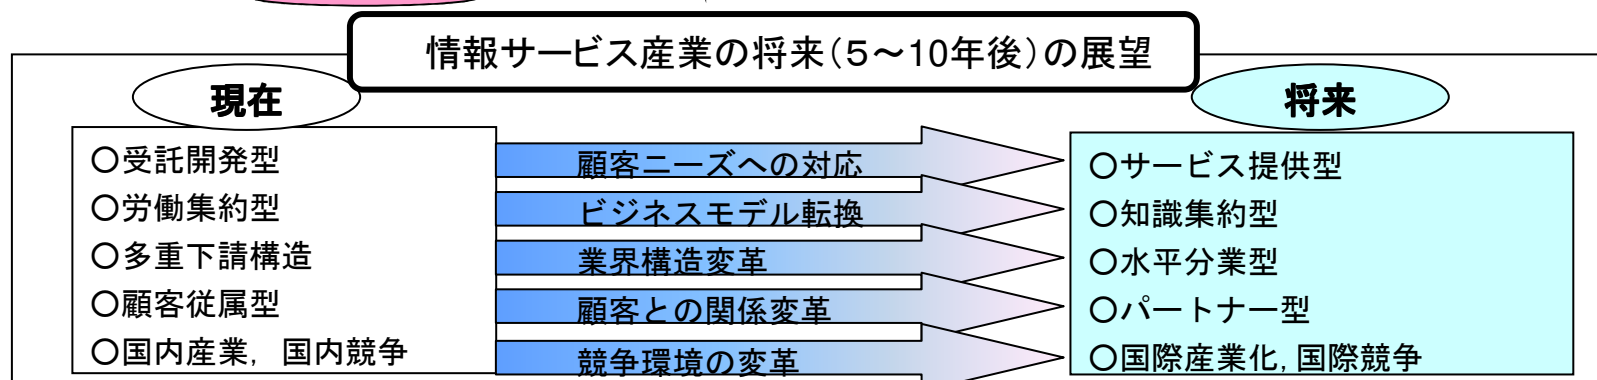 情報サービス産業の将来（５～10年後）の展望
現在
将来
○受託開発型
顧客ニーズへの対応
○サービス提供型
○労働集約型
ビジネスモデル転換
○知識集約型
○多重下請構造
業界構造変革
○水平分業型
○顧客従属型
顧客との関係変革
○パートナー型
○国内産業，国内競争
競争環境の変革
○国際産業化，国際競争